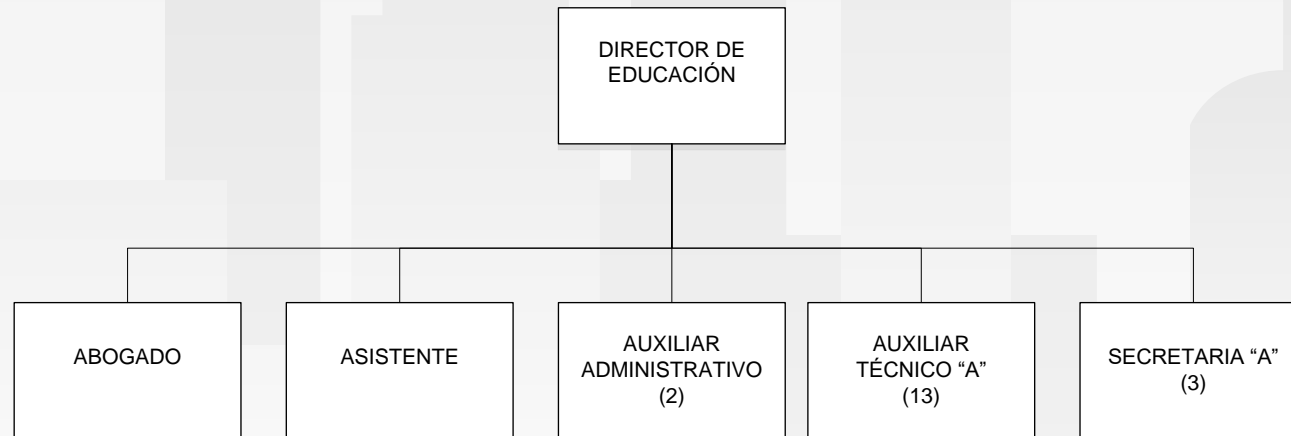 DIRECTOR DE
EDUCACIÓN
ABOGADO
ASISTENTE
AUXILIAR
ADMINISTRATIVO
(2)
AUXILIAR
TÉCNICO “A”
(13)
SECRETARIA “A”
(3)